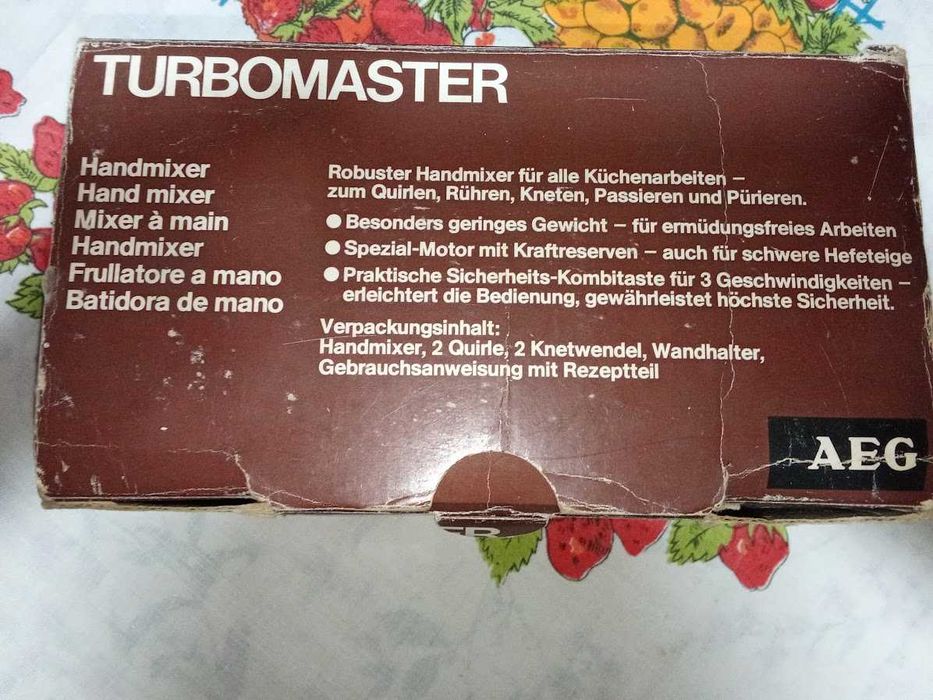 TURBOMASTER
Handmixer
Hand mixer
Mixer à main
Handmixer
Frullatore a mano
Batidora de mano
Robuster Handmixer für alle Küchenarbeiten –
zum Quirlen, Rühren, Kneten, Passieren und Pürieren.
● Besonders geringes Gewicht – für ermüdungsfreies Arbeiten
● Spezial-Motor mit Kraftreserven – auch für schwere Hefeteige
● Praktische Sicherheits-Kombitaste für 3 Geschwindigkeiten –
erleichtert die Bedienung, gewährleistet höchste Sicherheit.
Verpackungsinhalt:
Handmixer, 2 Quirle, 2 Knetwendel, Wandhalter,
Gebrauchsanweisung mit Rezeptteil
AEG